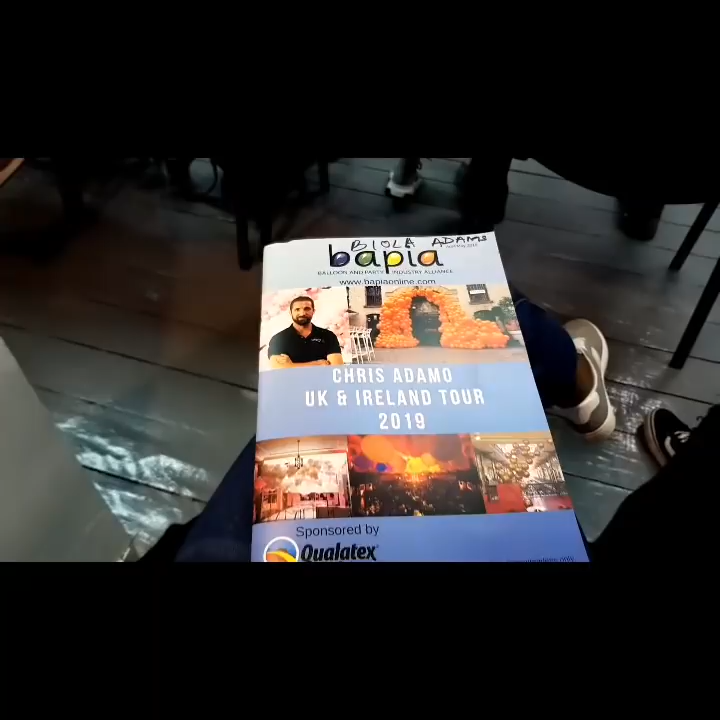 BIOLA ADAMS
bapia
BALLOON AND PARTY INDUSTRY ALLIANCE
www.bapiaonline.com
CHRIS ADAMO
UK & IRELAND TOUR
2019
Sponsored by
Qualatex